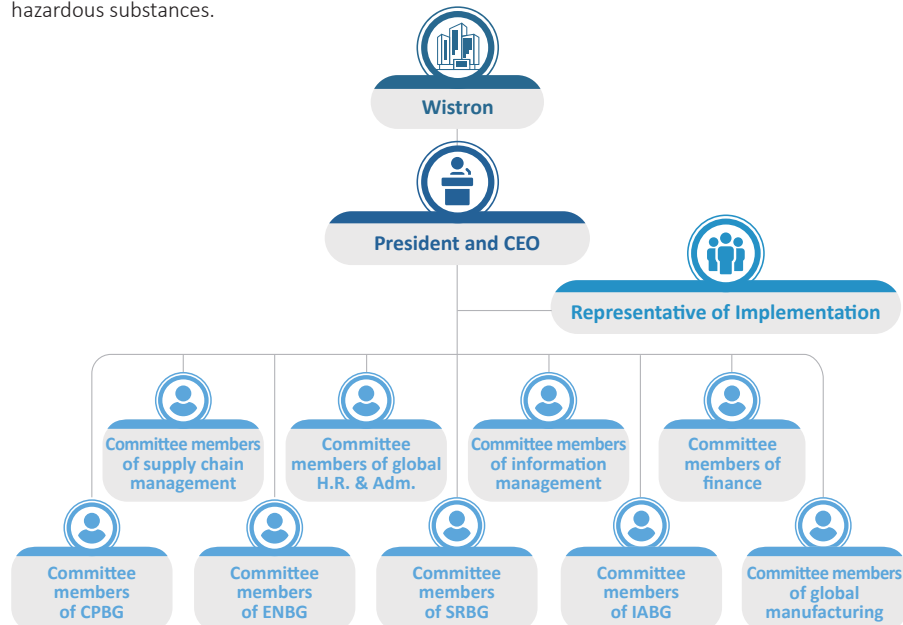 hazardous substances.
Wistron
President and CEO
Representative of Implementation
Committee members
of supply chain
management
Committee
members of global
H.R. & Adm.
Committee members
of information
management
Committee
members of
finance
Committee
members
of CPBG
Committee
members
of ENBG
Committee
members
of SRBG
Committee
members
of IABG
Committee members
of global
manufacturing